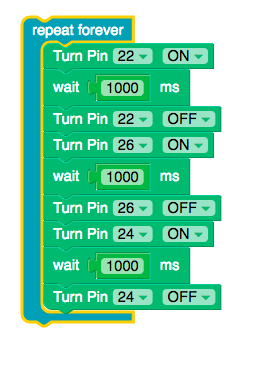 repeat forever
Turn Pin 22 ON
wait 1000 ms
Turn Pin 22 OFF
Turn Pin 26 ON
wait 1000 ms
Turn Pin 26 OFF
Turn Pin 24 ON
wait 1000 ms
Turn Pin 24 OFF